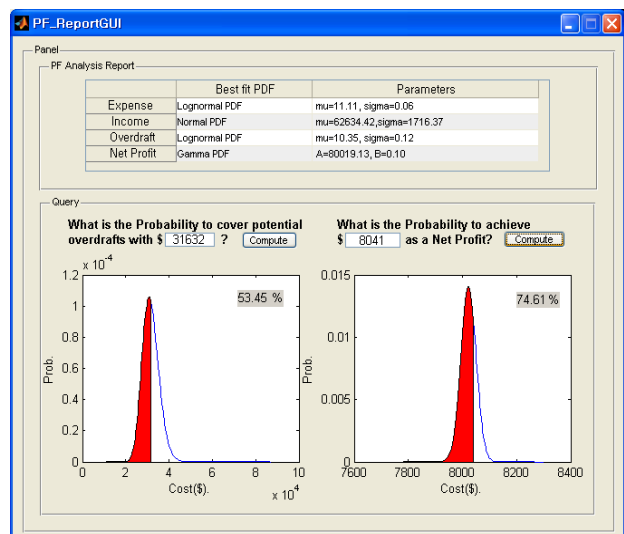 PF_ReportGUI
Panel
PF Analysis Report
Best fit PDF Parameters
Expense Lognormal PDF mu=11.11, sigma=0.06
Income Normal PDF mu=62634.42,sigma=1716.37
Overdraft Lognormal PDF mu=10.35, sigma=0.12
Net Profit Gamma PDF A=80019.13, B=0.10
Query
What is the Probability to cover potential
overdrafts with $ 31632 ? Compute
What is the Probability to achieve
$ 8041 as a Net Profit? Compute
x 10-4
1.2
1
0.8
0.6
0.4
0.2
0
Prob.
53.45 %
0 2 4 6 8 10
Cost($).
x 10^4
0.015
0.01
0.005
0
Prob.
74.61 %
7600 7800 8000 8200 8400
Cost($).